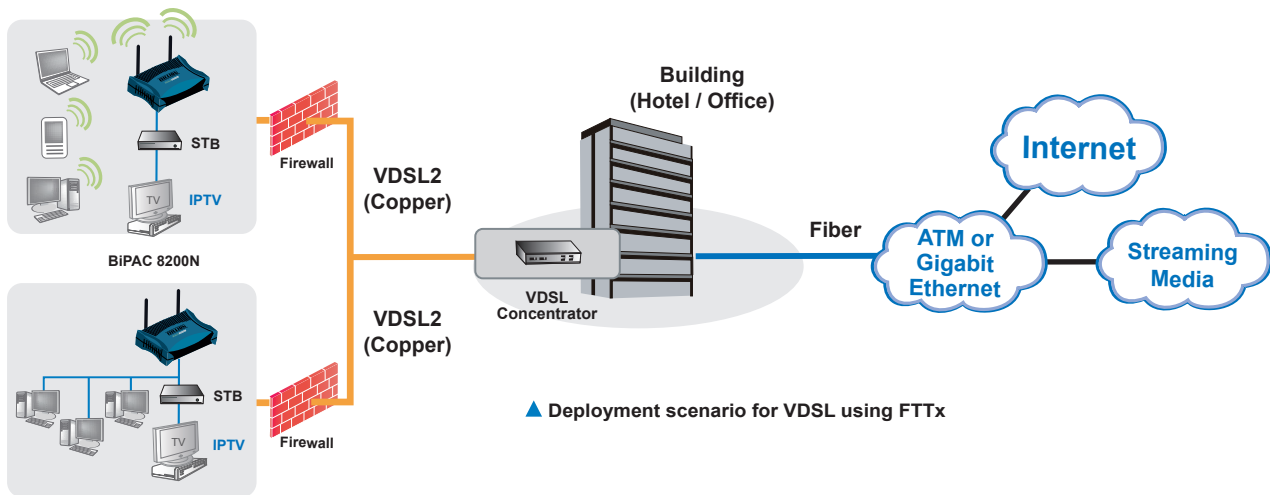 STB
TV
IPTV
BiPAC 8200N
Firewall
VDSL2
(Copper)
Building
(Hotel / Office)
VDSL
Concentrator
Fiber
ATM or
Gigabit
Ethernet
Internet
Streaming
Media
VDSL2
(Copper)
STB
TV
IPTV
Firewall
▲ Deployment scenario for VDSL using FTTx